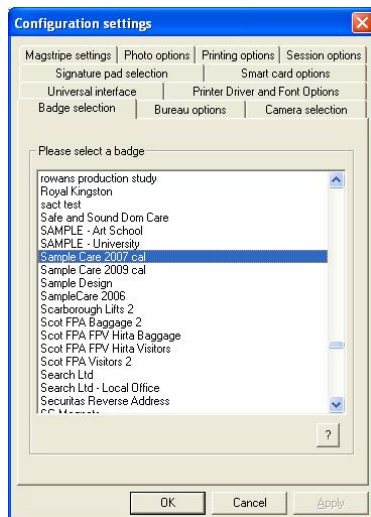 Configuration settings
Magstripe settings Photo options Printing options Session options
Signature pad selection Smart card options
Universal interface Printer Driver and Font Options
Badge selection Bureau options Camera selection
Please select a badge
rowans production study
Royal Kingston
sact test
Safe and Sound Dom Care
SAMPLE - Art School
SAMPLE - University
Sample Care 2007 cal
Sample Care 2009 cal
Sample Design
SampleCare 2006
Scarborough Lifts 2
Scot FPA Baggage 2
Scot FPA FPV Hirta Baggage
Scot FPA FPV Hirta Visitors
Scot FPA Visitors 2
Search Ltd
Search Ltd - Local Office
Securitas Reverse Address
?
OK Cancel Apply